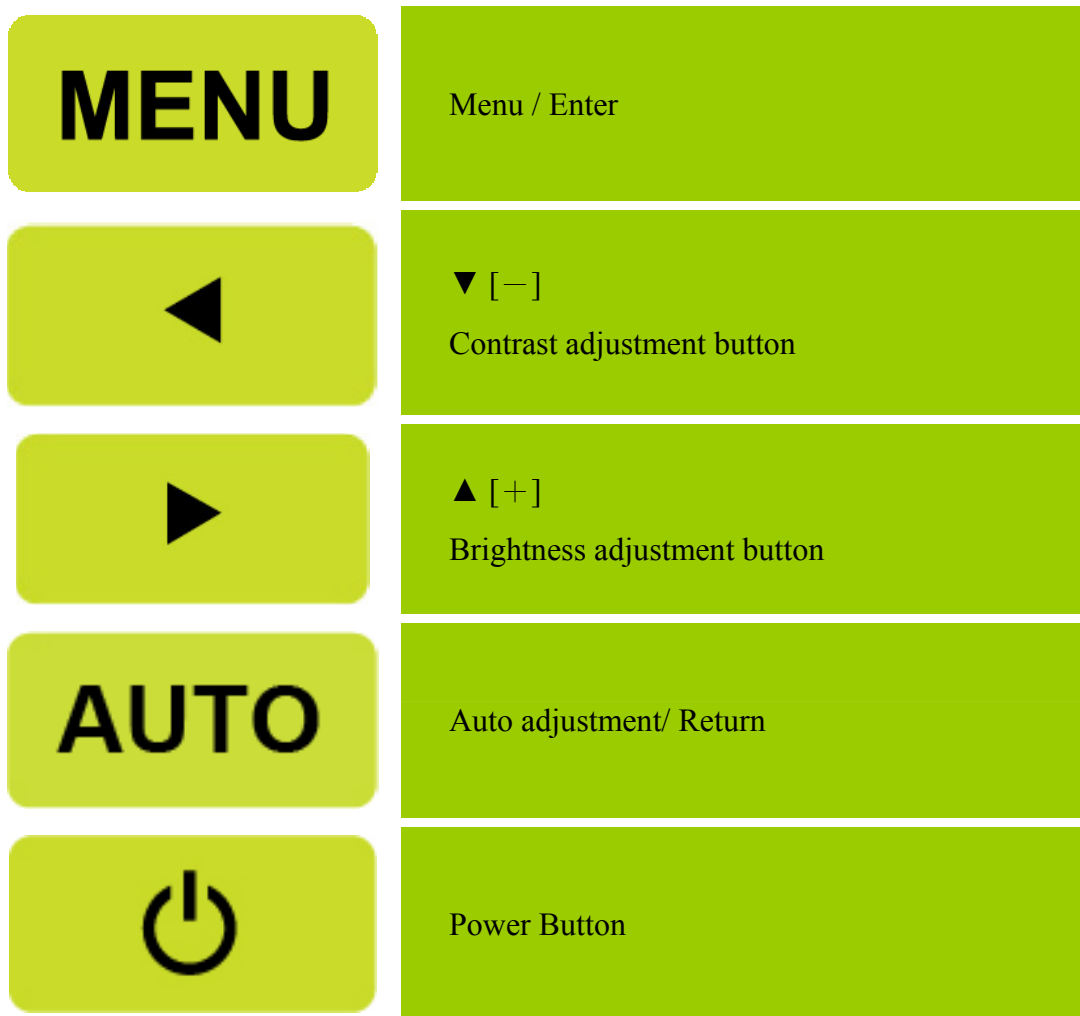 MENU
Menu / Enter
◀
▼ [－]
Contrast adjustment button
▶
▲ [＋]
Brightness adjustment button
AUTO
Auto adjustment/ Return
Power Button